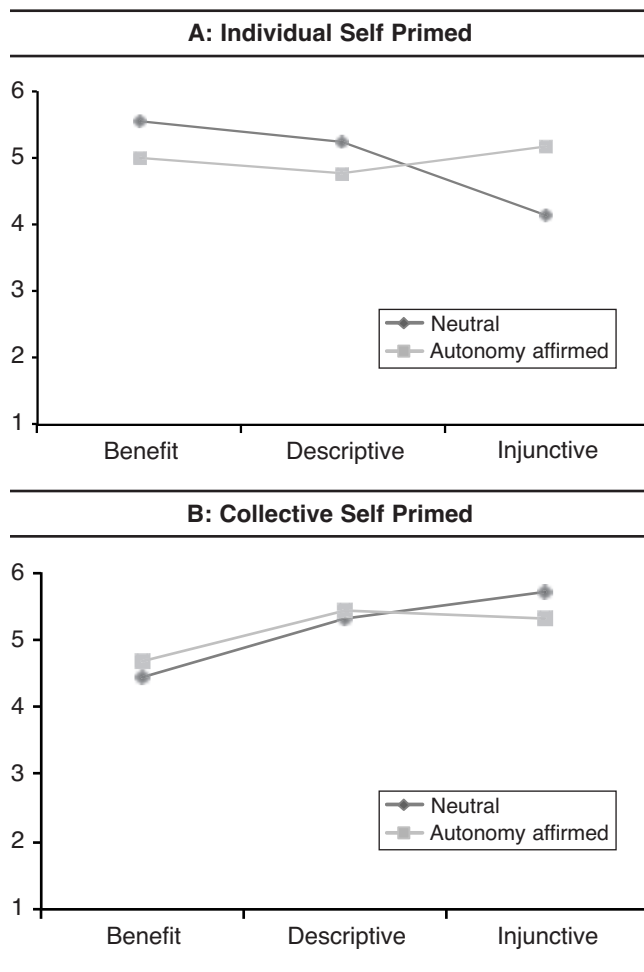 A: Individual Self Primed
6
5
4
3
2
1
Neutral
Autonomy affirmed
Benefit Descriptive Injunctive
B: Collective Self Primed
6
5
4
3
2
1
Neutral
Autonomy affirmed
Benefit Descriptive Injunctive